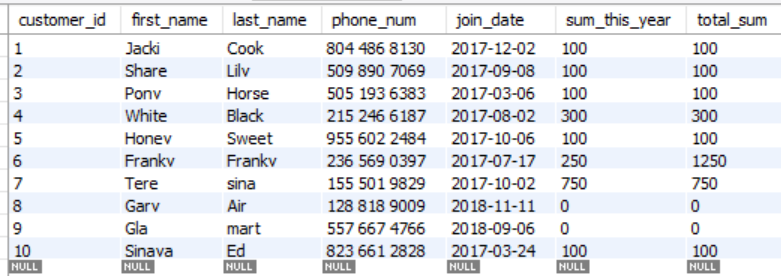 customer_id first_name last_name phone_num join_date sum_this_year total_sum
1 Jacki Cook 804 486 8130 2017-12-02 100 100
2 Share Lily 509 890 7069 2017-09-08 100 100
3 Pony Horse 505 193 6383 2017-03-06 100 100
4 White Black 215 246 6187 2017-08-02 300 300
5 Honey Sweet 955 602 2484 2017-10-06 100 100
6 Franky Franky 236 569 0397 2017-07-17 250 1250
7 Tere sina 155 501 9829 2017-10-02 750 750
8 Gary Air 128 818 9009 2018-11-11 0 0
9 Gla mart 557 667 4766 2018-09-06 0 0
10 Sinaya Ed 823 661 2828 2017-03-24 100 100
NULL NULL NULL NULL NULL NULL NULL